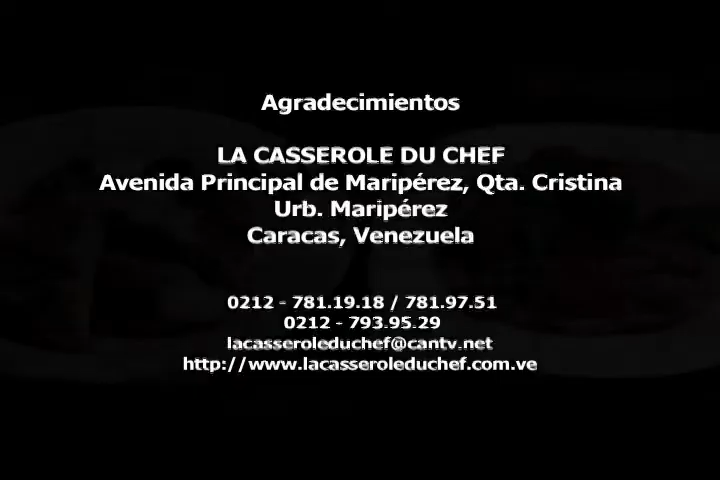 Agradecimientos
LA CASSEROLE DU CHEF
Avenida Principal de Maripérez, Qta. Cristina
Urb. Maripérez
Caracas, Venezuela
0212 - 781.19.18 / 781.97.51
0212 - 793.95.29
lacasseroleduchef@cantv.net
http://www.lacasseroleduchef.com.ve